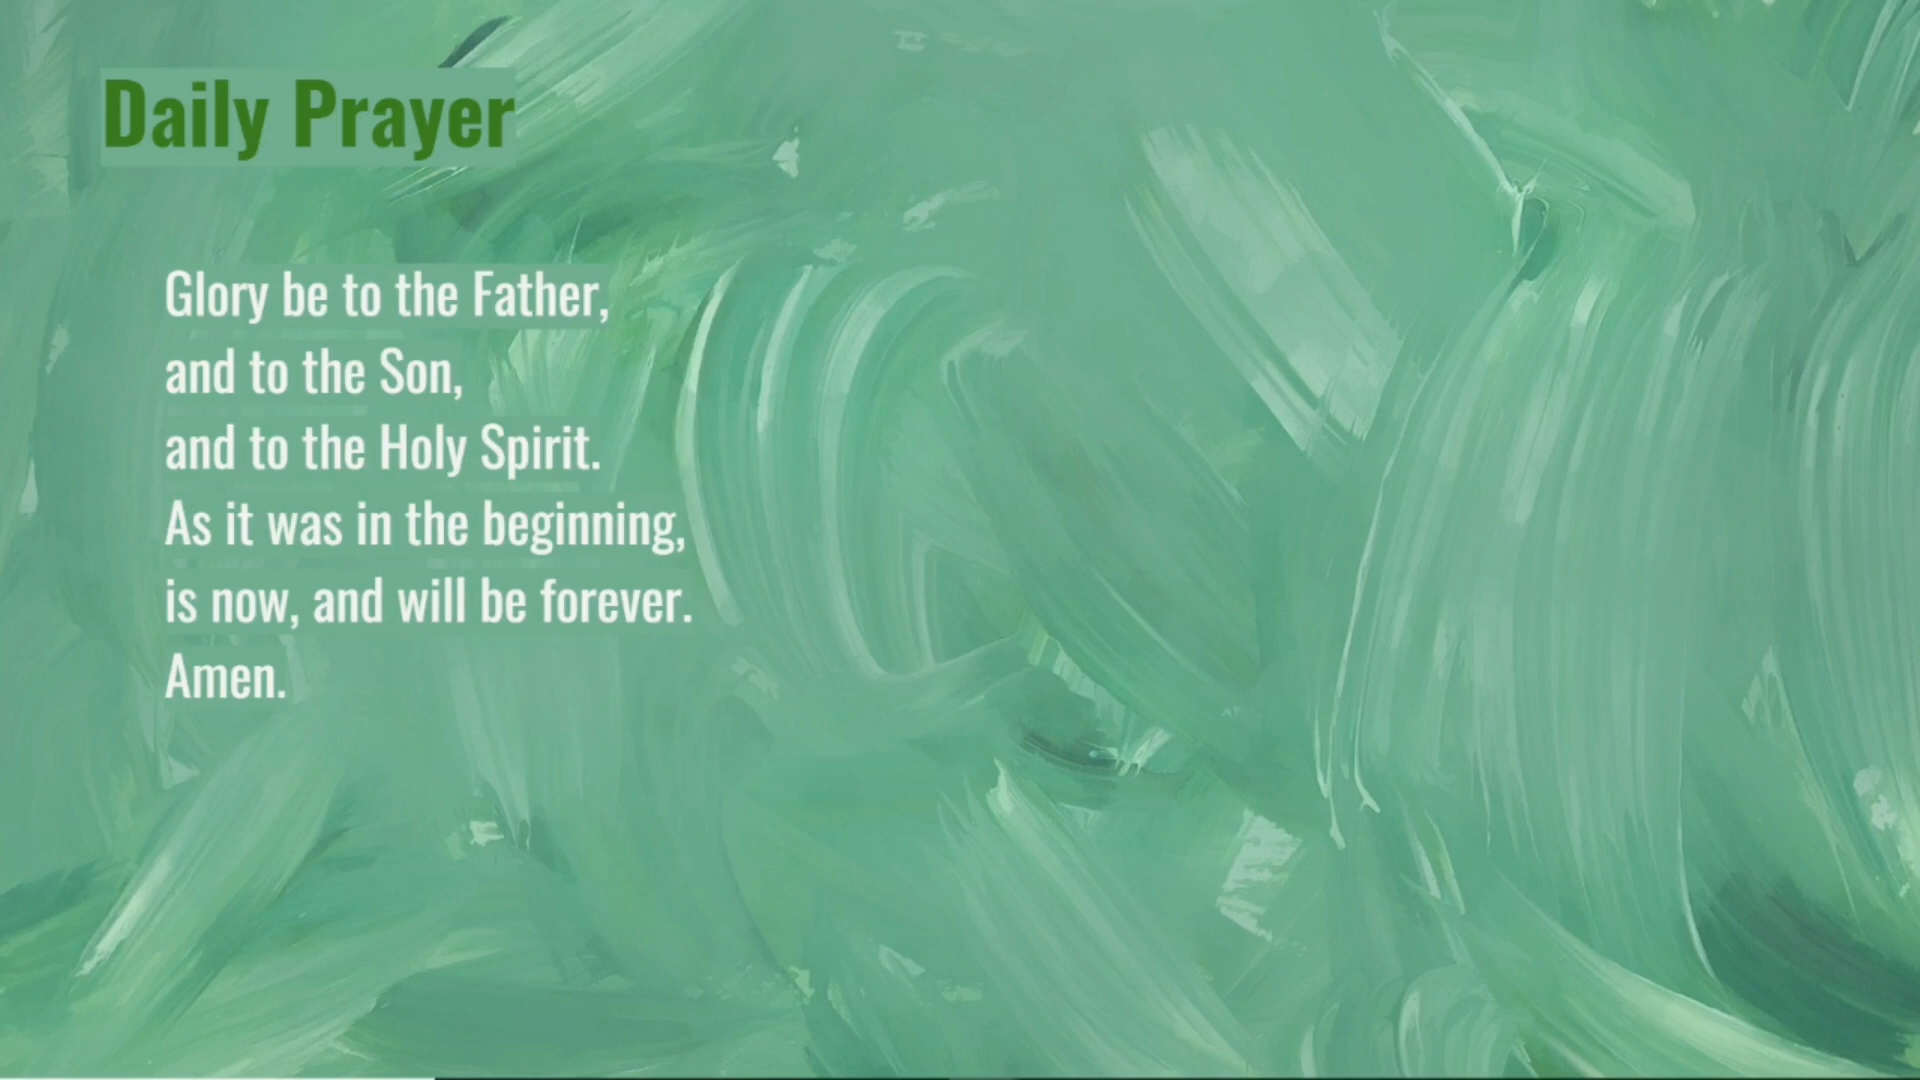 Daily Prayer
Glory be to the Father,
and to the Son,
and to the Holy Spirit.
As it was in the beginning,
is now, and will be forever.
Amen.